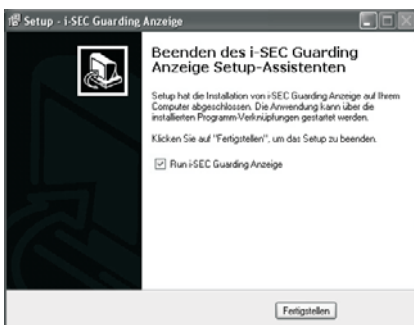 Setup - i-SEC Guarding Anzeige
Beenden des i-SEC Guarding
Anzeige Setup-Assistenten
Setup hat die Installation von i-SEC Guarding Anzeige auf Ihrem
Computer abgeschlossen. Die Anwendung kann über die
installierten Programm-Verknüpfungen gestartet werden.
Klicken Sie auf "Fertigstellen", um das Setup zu beenden.
Run i-SEC Guarding Anzeige
Fertigstellen